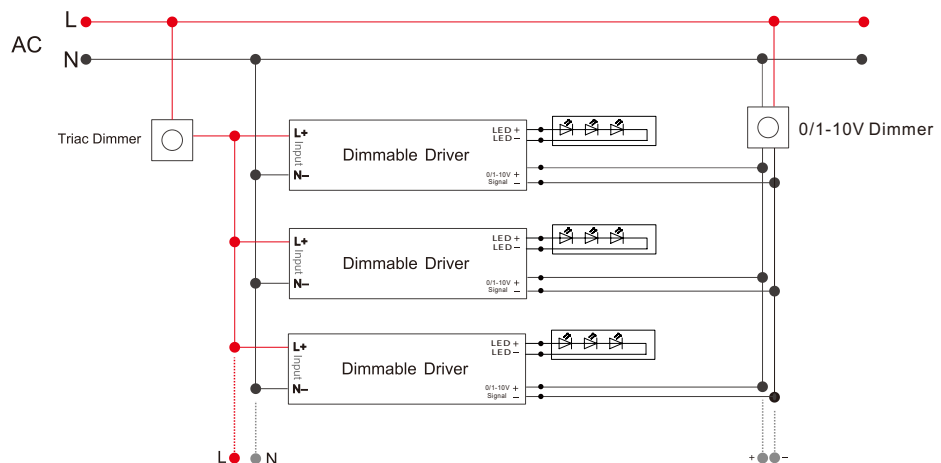 L
AC
N
Triac Dimmer
0/1-10V Dimmer
L+
Input
N–
Dimmable Driver
LED +
LED –
0/1-10V +
Signal –
L+
Input
N–
Dimmable Driver
LED +
LED –
0/1-10V +
Signal –
L+
Input
N–
Dimmable Driver
LED +
LED –
0/1-10V +
Signal –
L N + –